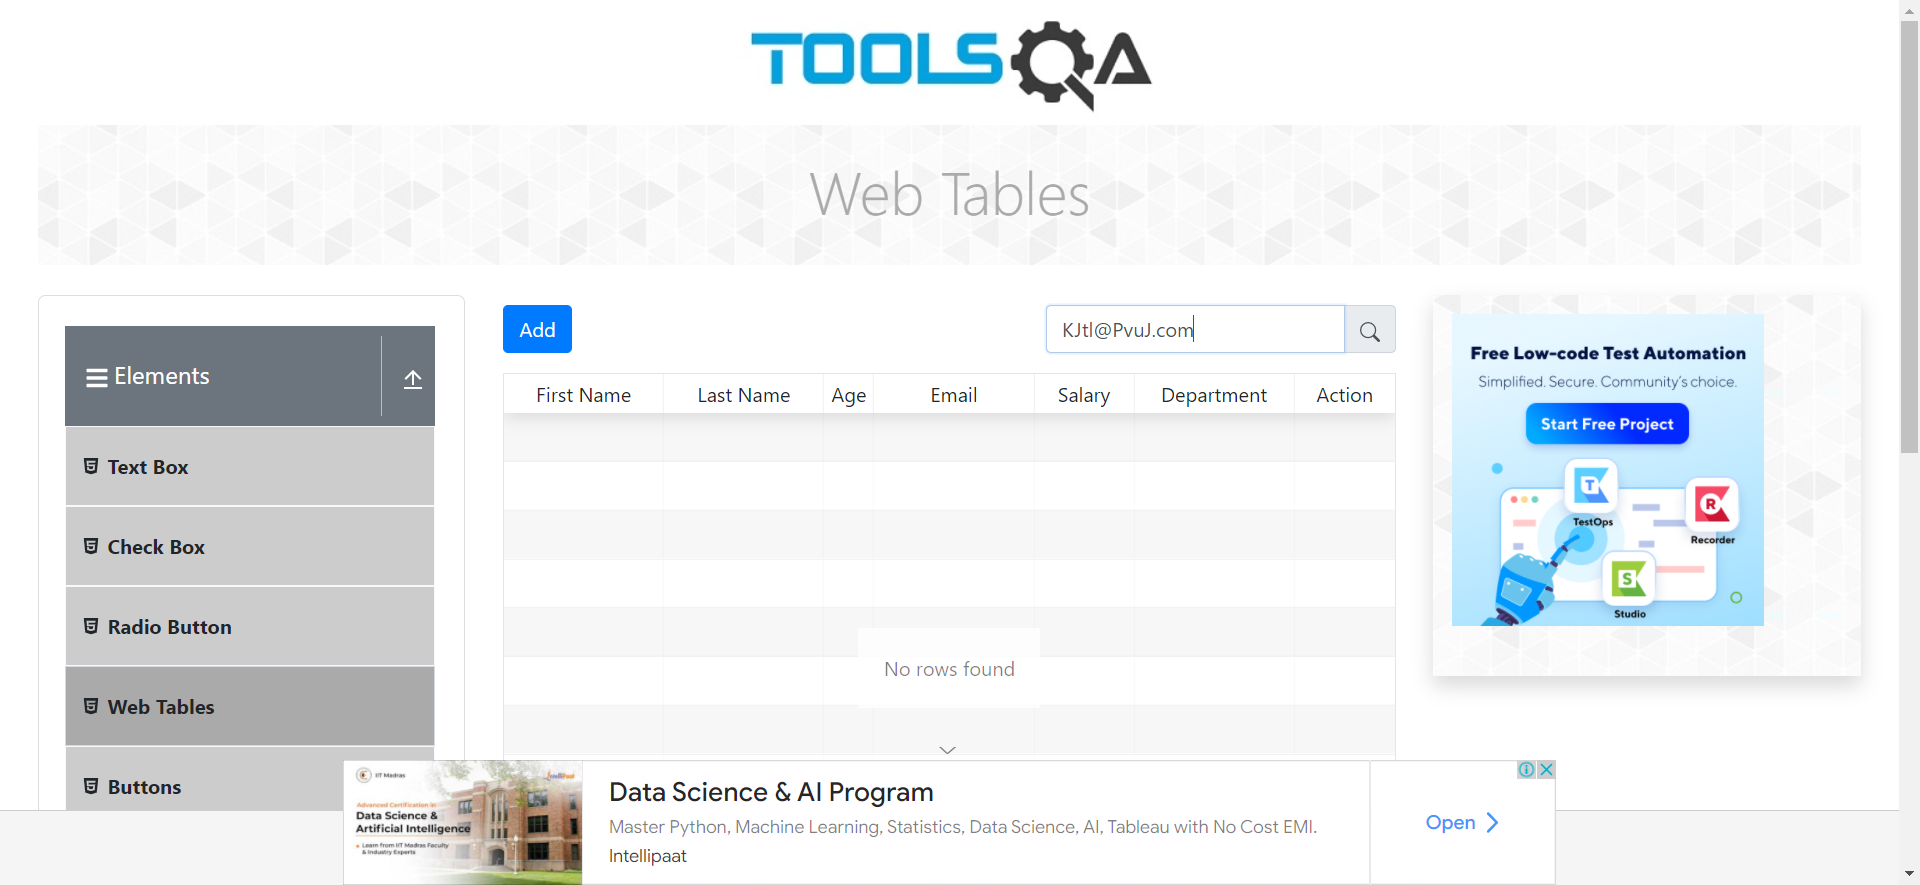 TOOLSQA
Web Tables
Elements
Text Box
Check Box
Radio Button
Web Tables
Buttons
Add
KJtl@PvuJ.com
First Name Last Name Age Email Salary Department Action
No rows found
Free Low-code Test Automation
Simplified. Secure. Community's choice.
Start Free Project
TestOps
Recorder
Studio
IIT Madras
Intellipaat
Advanced Certification in
Data Science &
Artificial Intelligence
Learn from IIT Madras Faculty
& Industry Experts
Data Science & AI Program
Master Python, Machine Learning, Statistics, Data Science, AI, Tableau with No Cost EMI.
Intellipaat
Open